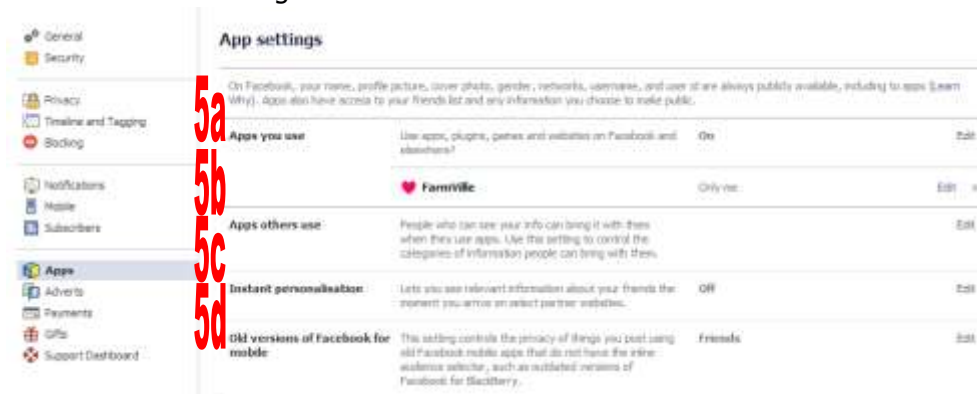 General
Security
Privacy
Timeline and Tagging
Blocking
Notifications
Mobile
Subscribers
Apps
Adverts
Payments
Gifts
Support Dashboard
App settings
On Facebook, your name, profile picture, cover photo, gender, networks, username, and user id are always publicly available, including to apps (Learn
Why). Apps also have access to your friends list and any information you choose to make public.
5a
Apps you use
Use apps, plugins, games and websites on Facebook and
elsewhere?
On
Edit
5b
FarmVille
Only me
Edit
5c
Apps others use
People who can see your info can bring it with them
when they use apps. Use this setting to control the
categories of information people can bring with them.
Edit
5d
Instant personalisation
Lets you see relevant information about your friends the
moment you arrive on select partner websites.
Off
Edit
Old versions of Facebook for
mobile
This setting controls the privacy of things you post using
old Facebook mobile apps that do not have the inline
audience selector, such as outdated versions of
Facebook for BlackBerry.
Friends
Edit